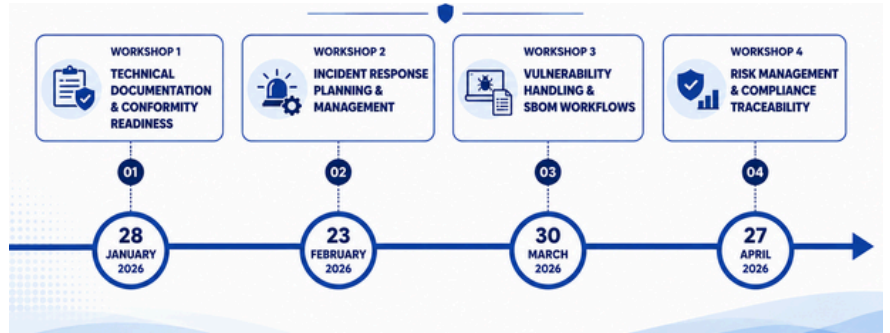 WORKSHOP 1
TECHNICAL
DOCUMENTATION
& CONFORMITY
READINESS
WORKSHOP 2
INCIDENT RESPONSE
PLANNING &
MANAGEMENT
WORKSHOP 3
VULNERABILITY
HANDLING &
SBOM WORKFLOWS
WORKSHOP 4
RISK MANAGEMENT
& COMPLIANCE
TRACEABILITY
01
02
03
04
28
JANUARY
2026
23
FEBRUARY
2026
30
MARCH
2026
27
APRIL
2026